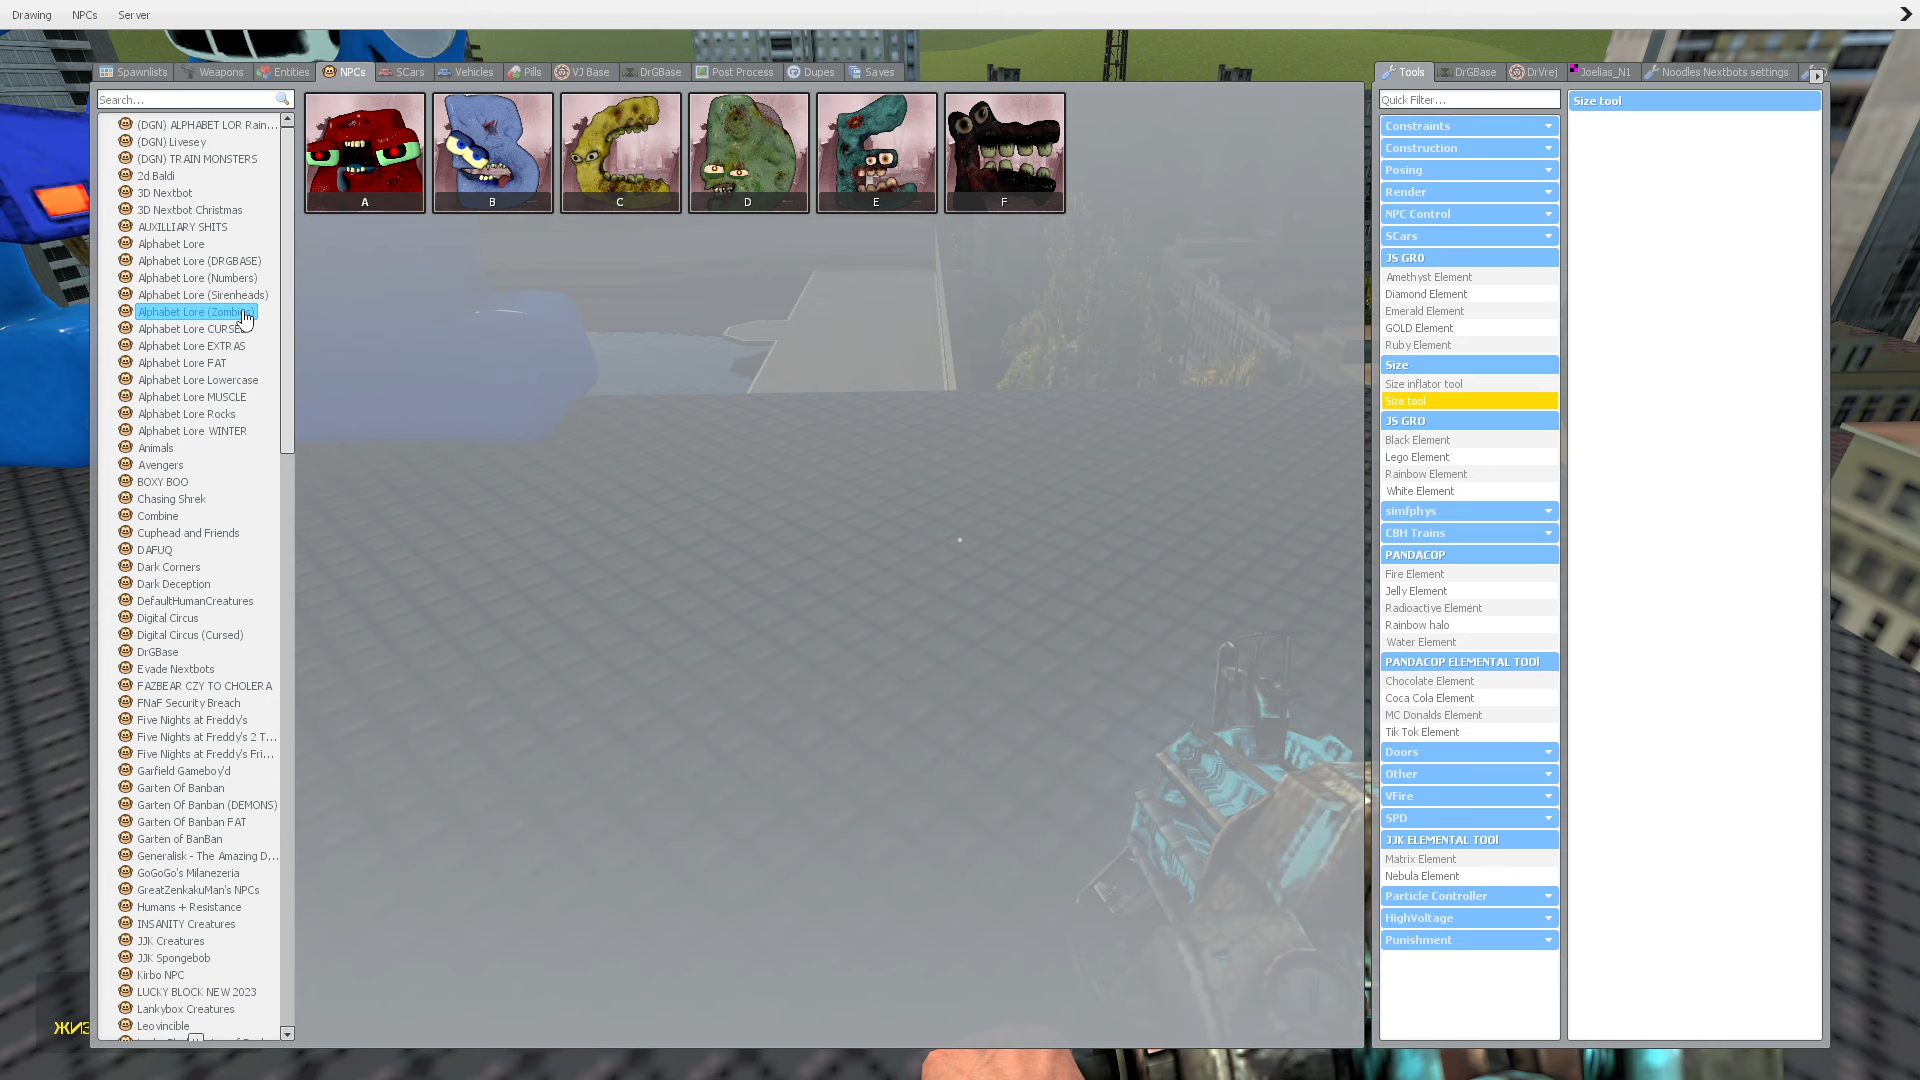 Drawing NPCs Server
Spawnlists Weapons Entities NPCs SCars Vehicles Pills VJ Base DrGBase Post Process Dupes Saves
Tools DrGBase DrVrej Joelias_N1 Noodles Nextbots settings
Search...
(DGN) ALPHABET LOR Rain...
(DGN) Livesey
(DGN) TRAIN MONSTERS
2d Baldi
3D Nextbot
3D Nextbot Christmas
AUXILLIARY SHITS
Alphabet Lore
Alphabet Lore (DRGBASE)
Alphabet Lore (Numbers)
Alphabet Lore (Sirenheads)
Alphabet Lore
Alphabet Lore
Alphabet Lore EXTRAS
Alphabet Lore FAT
Alphabet Lore Lowercase
Alphabet Lore MUSCLE
Alphabet Lore Rocks
Alphabet Lore WINTER
Animals
Avengers
BOXY BOO
Chasing Shrek
Combine
Cuphead and Friends
DAFUQ
Dark Corners
Dark Deception
DefaultHumanCreatures
Digital Circus
Digital Circus (Cursed)
DrGBase
Evade Nextbots
FAZBEAR CZY TO CHOLERA
FNaF Security Breach
Five Nights at Freddy's
Five Nights at Freddy's 2 T...
Five Nights at Freddy's Fri...
Garfield Gameboy'd
Garten Of Banban
Garten Of Banban (DEMONS)
Garten Of Banban FAT
Garten of BanBan
Generalisk - The Amazing D...
GoGoGo's Milanezeria
GreatZenkakuMan's NPCs
Humans + Resistance
INSANITY Creatures
JJK Creatures
JJK Spongebob
Kirbo NPC
LUCKY BLOCK NEW 2023
Lankybox Creatures
Leovincible
A B C D E F
Quick Filter...
Constraints
Construction
Posing
Render
NPC Control
SCars
JS GRO
Amethyst Element
Diamond Element
Emerald Element
GOLD Element
Ruby Element
Size
Size inflator tool
Size tool
JS GRO
Black Element
Lego Element
Rainbow Element
White Element
simfphys
CBH Trains
PANDACOP
Fire Element
Jelly Element
Radioactive Element
Rainbow halo
Water Element
PANDACOP ELEMENTAL TOOl
Chocolate Element
Coca Cola Element
MC Donalds Element
Tik Tok Element
Doors
Other
VFire
SPD
JJK ELEMENTAL TOOl
Matrix Element
Nebula Element
Particle Controller
HighVoltage
Punishment
Size tool